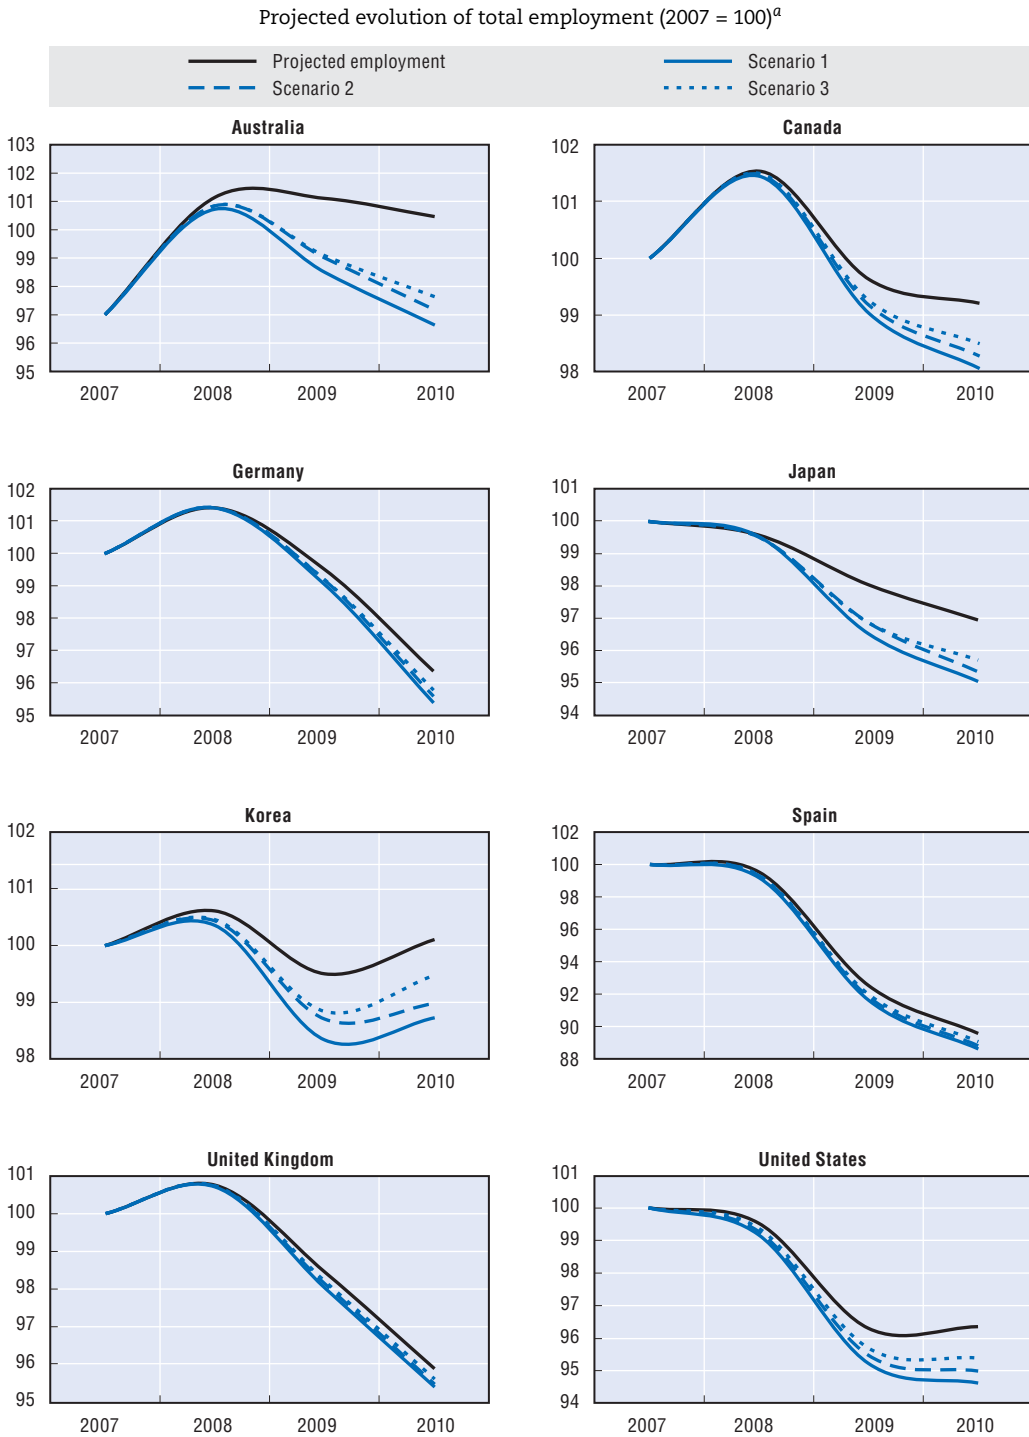 Projected evolution of total employment (2007 = 100)a
Projected employment
Scenario 1
Scenario 2
Scenario 3
Australia
103
102
101
100
99
98
97
96
95
2007 2008 2009 2010
Canada
102
101
100
99
98
2007 2008 2009 2010
Germany
102
101
100
99
98
97
96
95
2007 2008 2009 2010
Japan
101
100
99
98
97
96
95
94
2007 2008 2009 2010
Korea
102
101
100
99
98
2007 2008 2009 2010
Spain
102
100
98
96
94
92
90
88
2007 2008 2009 2010
United Kingdom
101
100
99
98
97
96
95
2007 2008 2009 2010
United States
101
100
99
98
97
96
95
94
2007 2008 2009 2010